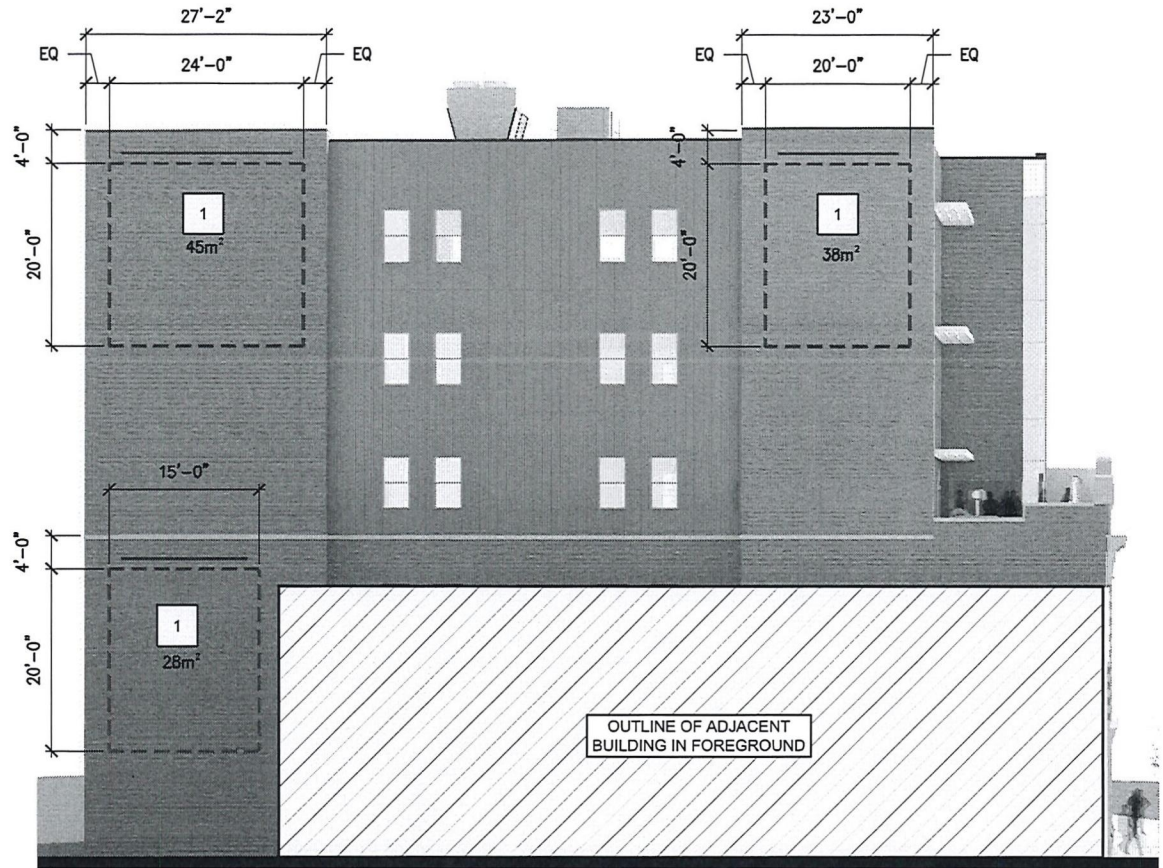 27'-2"
23'-0"
EQ
EQ
EQ
EQ
24'-0"
20'-0"
4'-0"
4'-0"
1
45m²
1
38m²
20'-0"
20'-0"
15'-0"
4'-0"
1
28m²
20'-0"
OUTLINE OF ADJACENT
BUILDING IN FOREGROUND